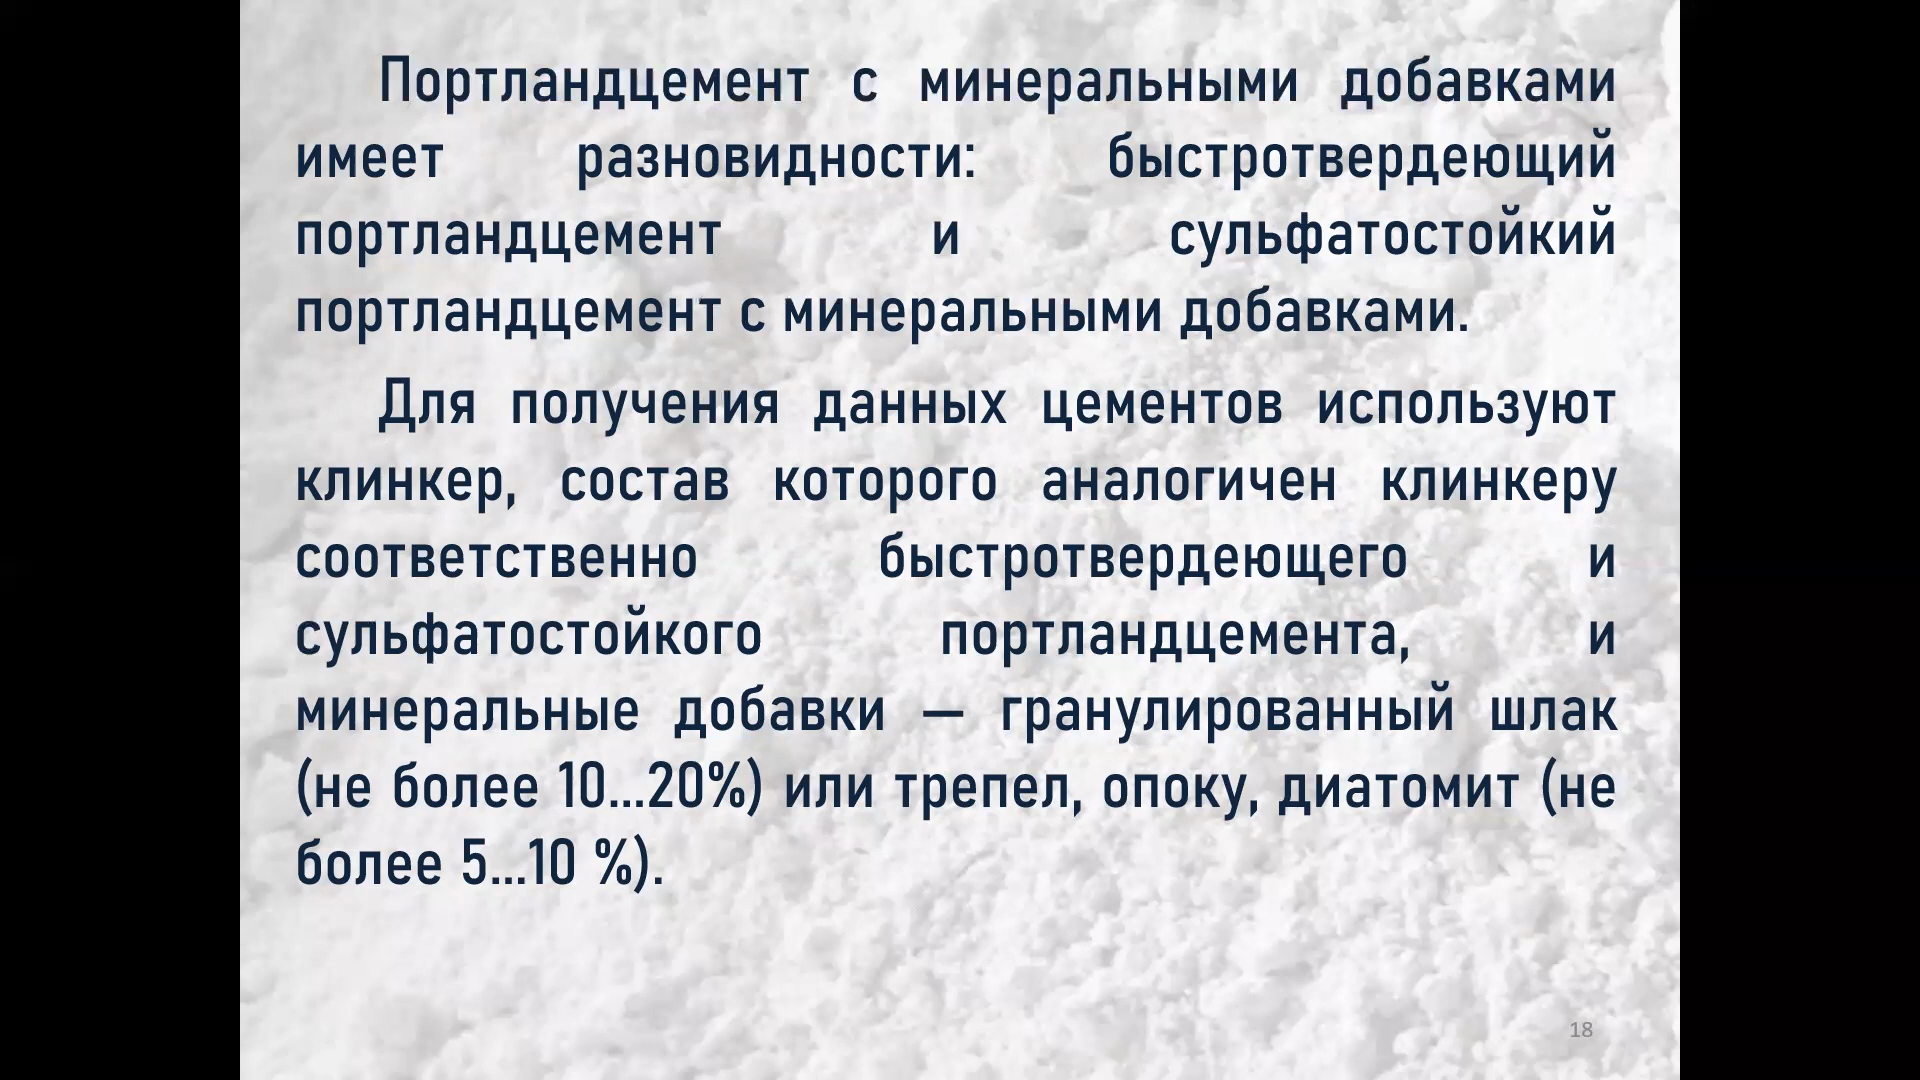 Портландцемент с минеральными добавками
имеет разновидности: быстротвердеющий
портландцемент и сульфатостойкий
портландцемент с минеральными добавками.
Для получения данных цементов используют
клинкер, состав которого аналогичен клинкеру
соответственно быстротвердеющего и
сульфатостойкого портландцемента, и
минеральные добавки — гранулированный шлак
(не более 10...20%) или трепел, опоку, диатомит (не
более 5...10 %).
18